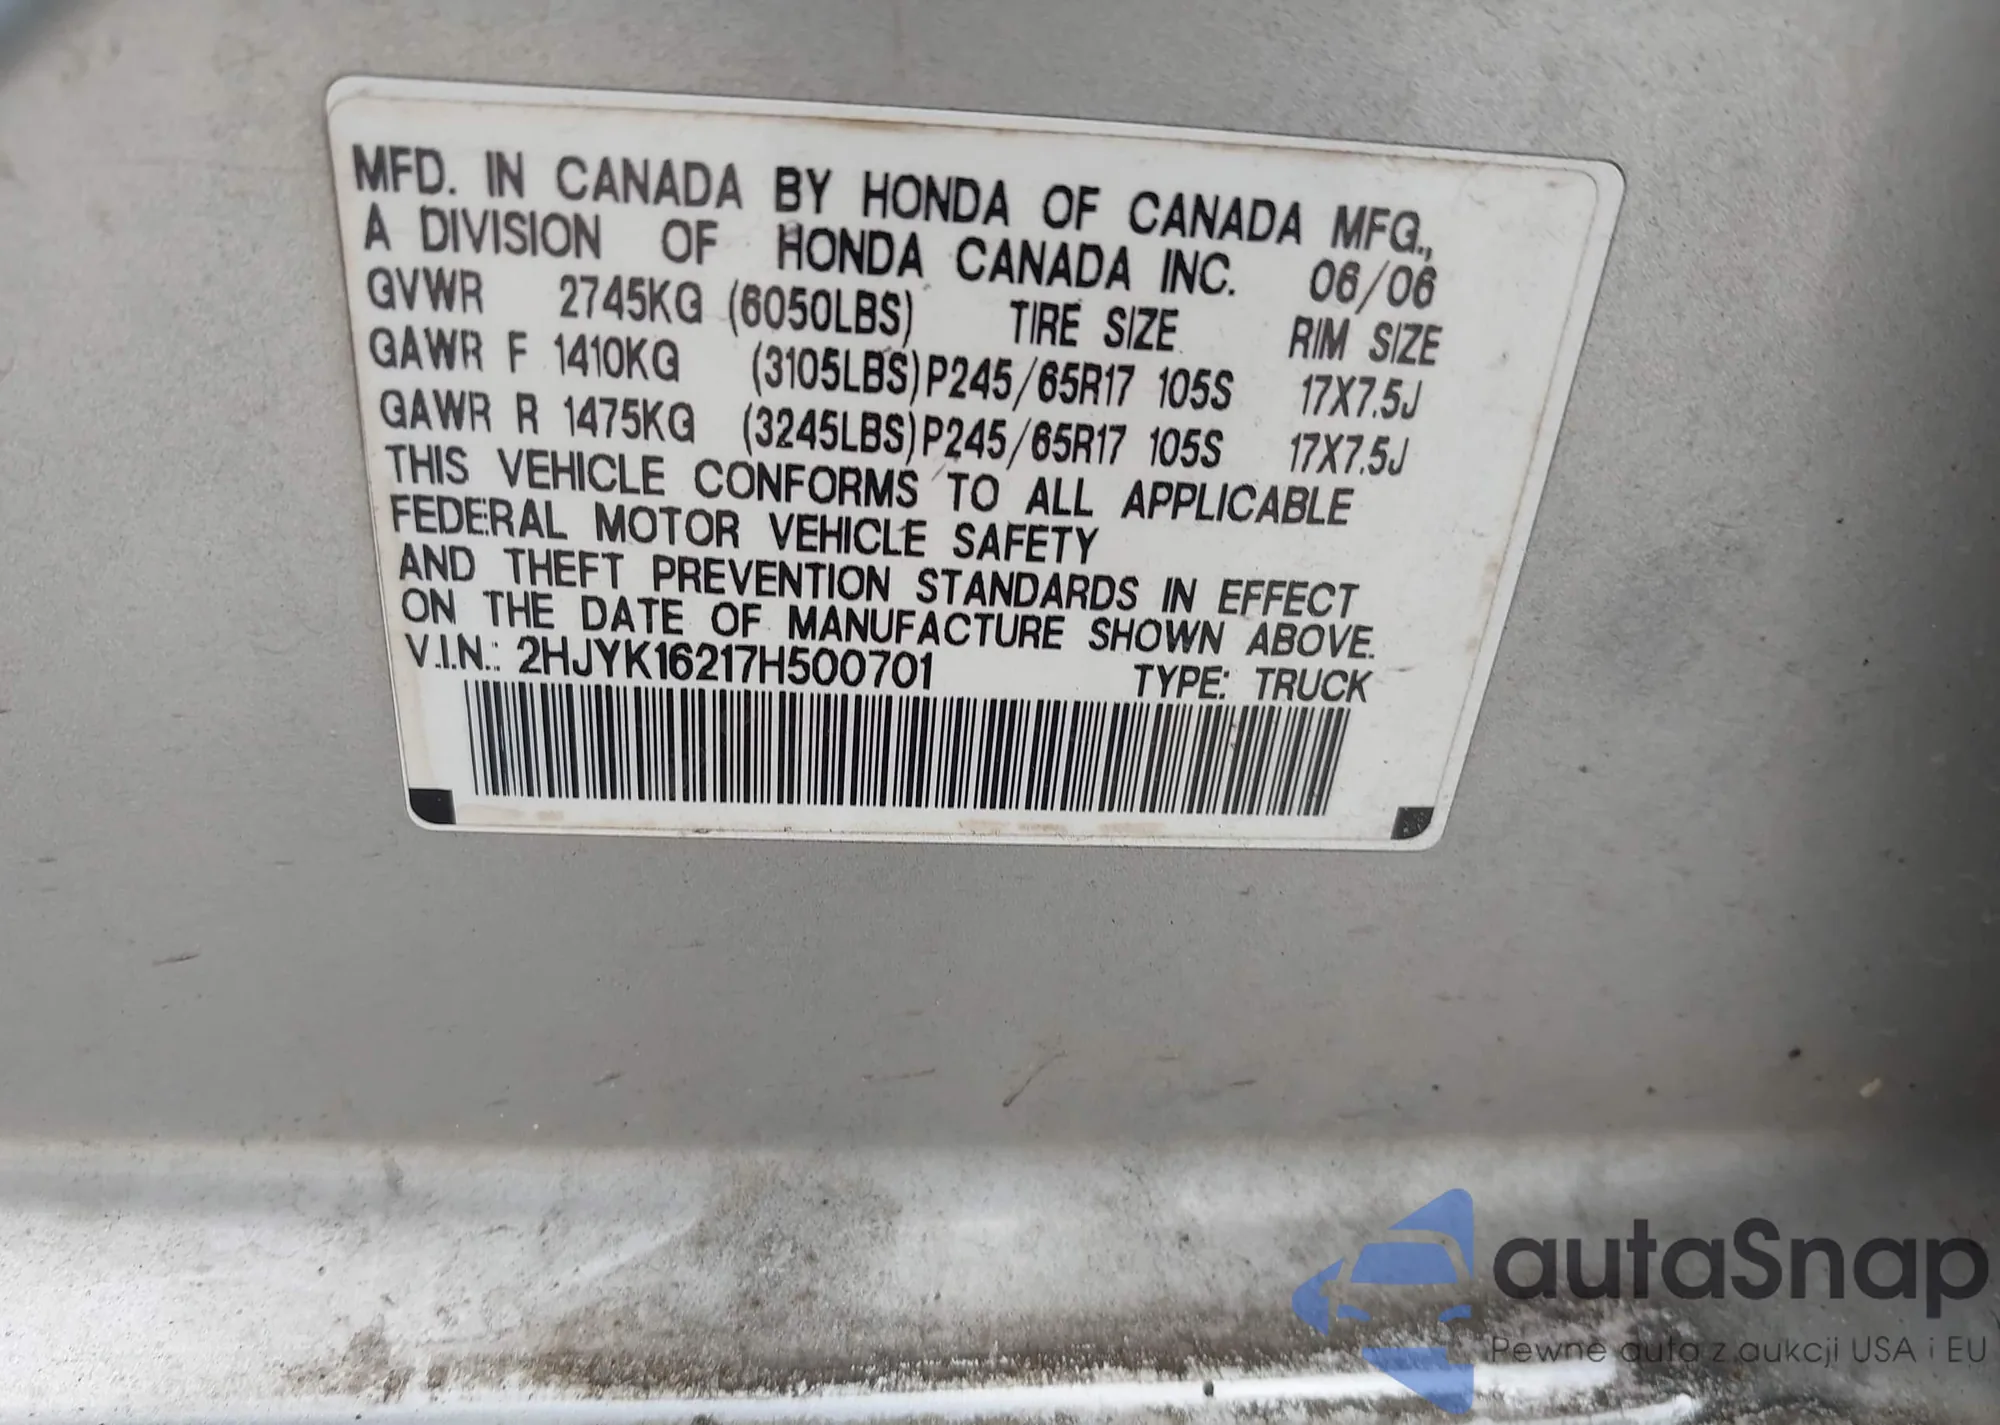 MFD. IN CANADA BY HONDA OF CANADA MFG.,
A DIVISION OF HONDA CANADA INC. 06/06
GVWR 2745KG (6050LBS) TIRE SIZE RIM SIZE
GAWR F 1410KG (3105LBS) P245/65R17 105S 17X7.5J
GAWR R 1475KG (3245LBS) P245/65R17 105S 17X7.5J
THIS VEHICLE CONFORMS TO ALL APPLICABLE
FEDERAL MOTOR VEHICLE SAFETY
AND THEFT PREVENTION STANDARDS IN EFFECT
ON THE DATE OF MANUFACTURE SHOWN ABOVE.
V.I.N.: 2HJYK16217H500701 TYPE: TRUCK
autaSnap
Pewne auta z aukcji USA i EU